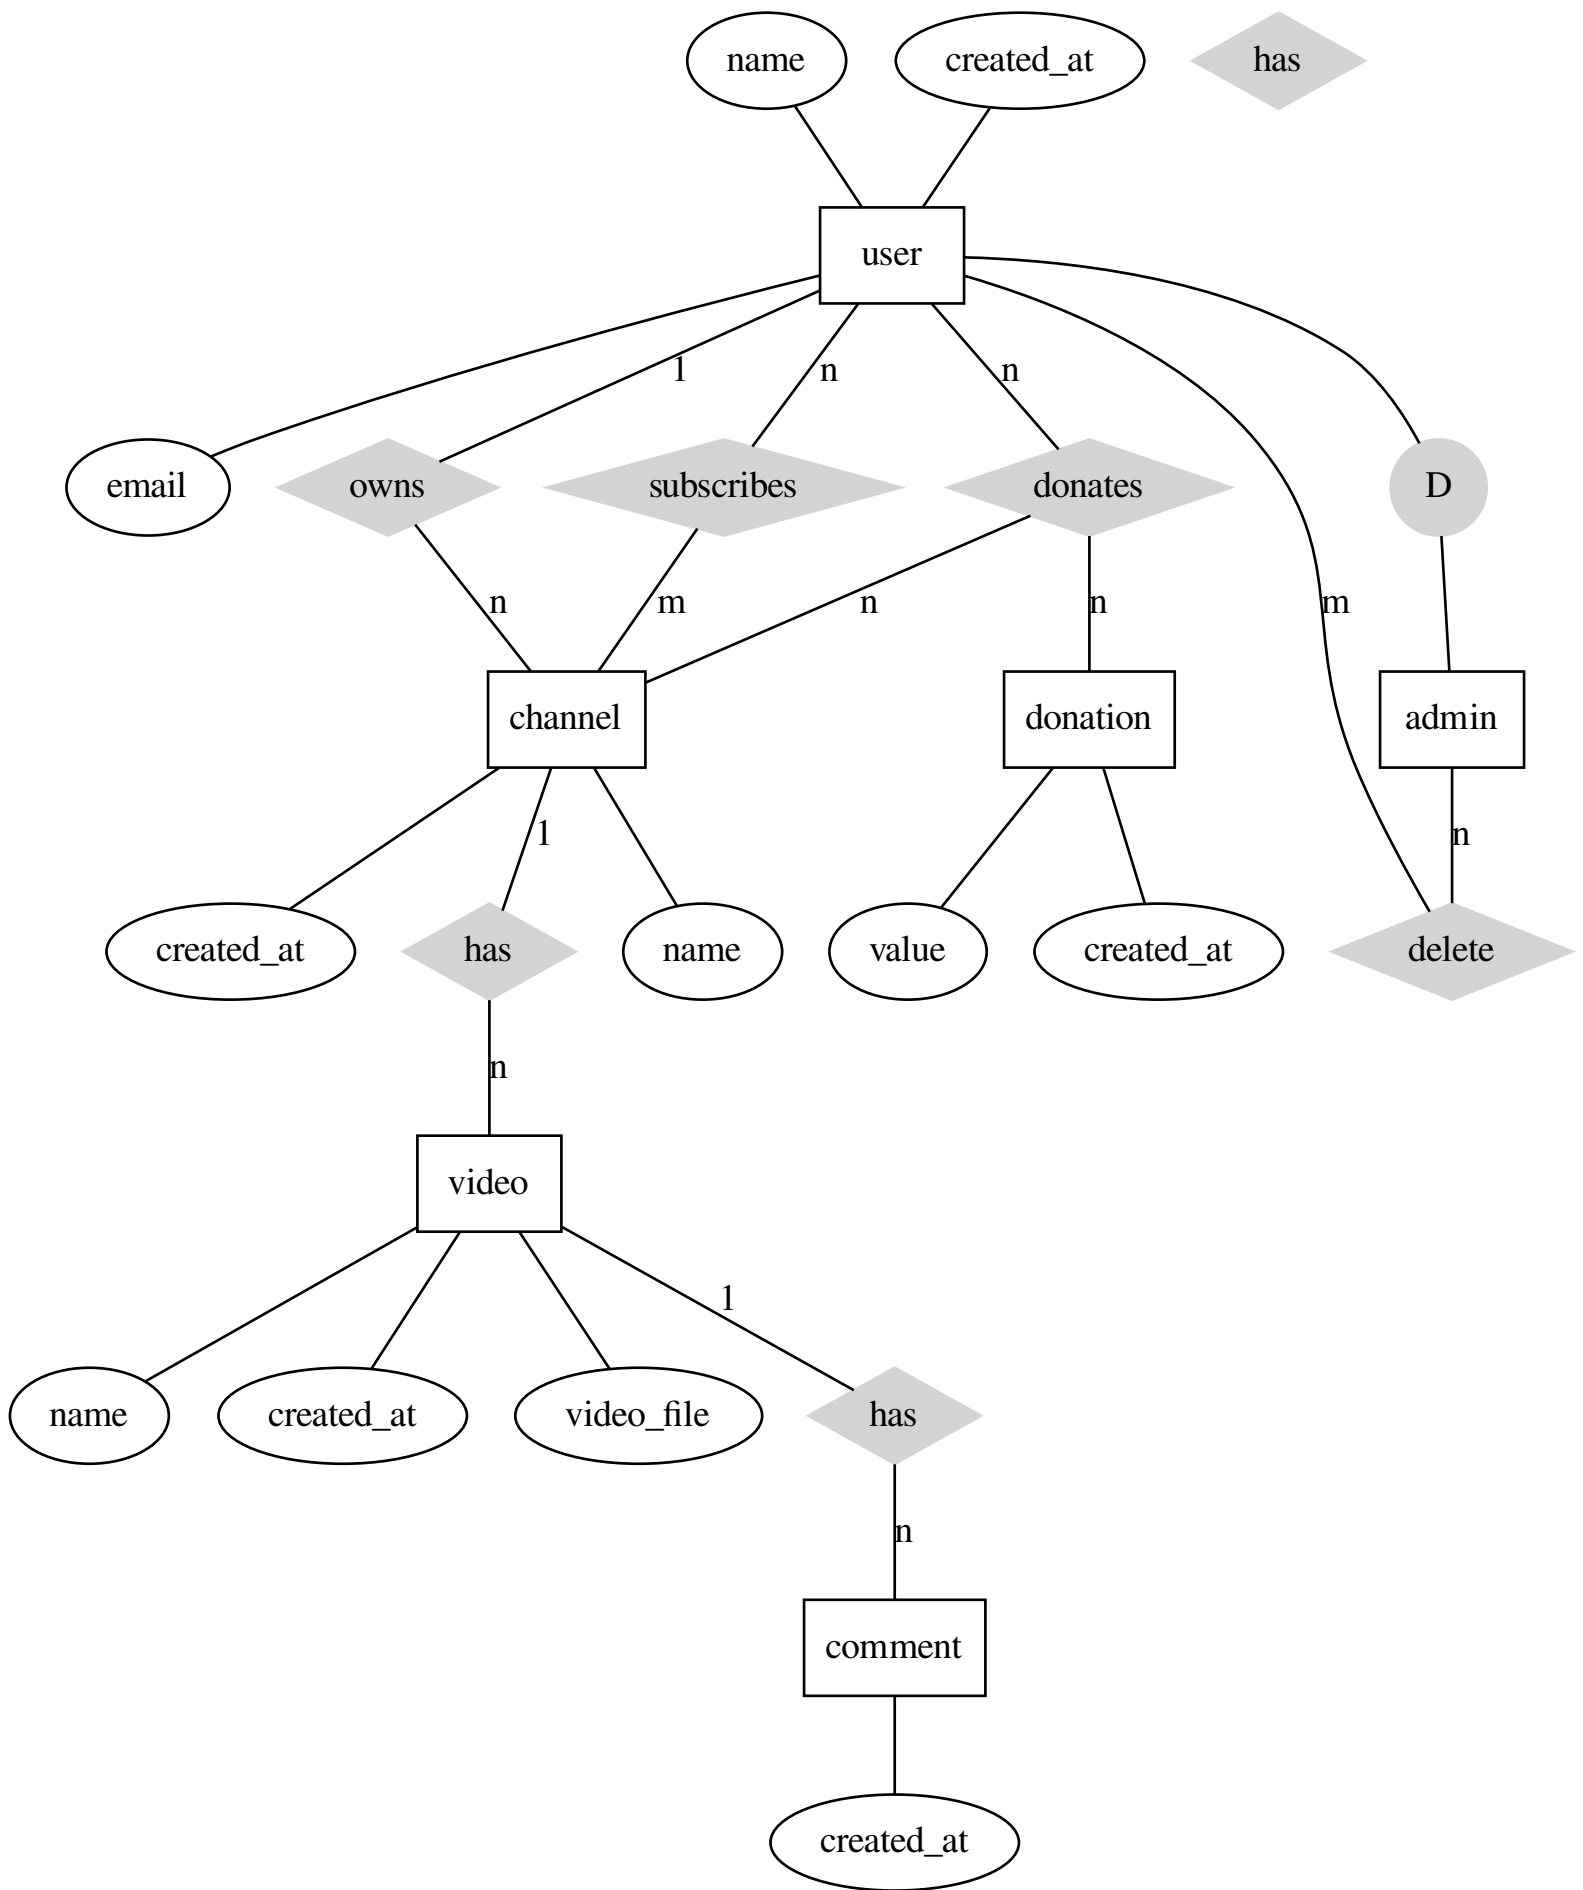 name
created_at
has
user
1
n
n
email
owns
subscribes
donates
D
n
m
n
n
m
channel
donation
admin
1
n
created_at
has
name
value
created_at
delete
n
video
1
name
created_at
video_file
has
n
comment
created_at